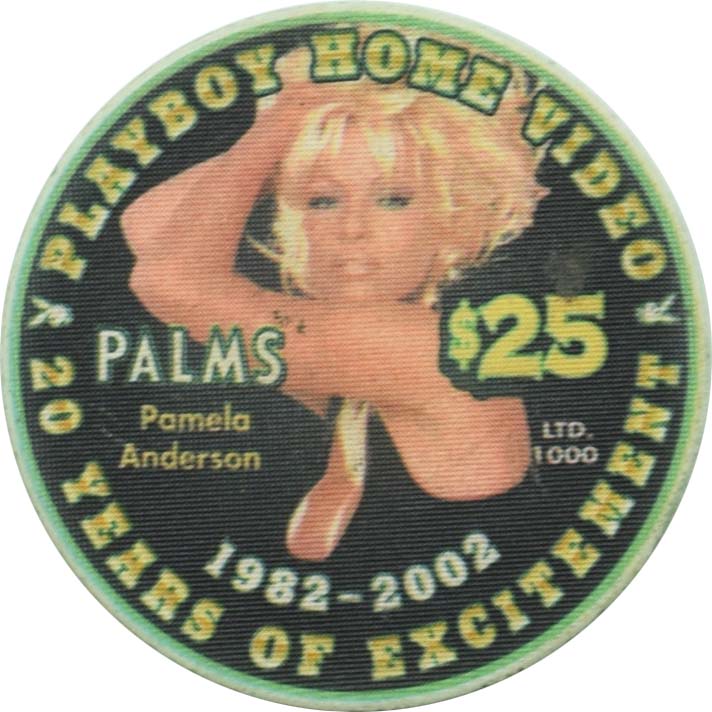 PLAYBOY HOME VIDEO
PALMS
$25
Pamela
Anderson
LTD.
1000
1982-2002
20 YEARS OF EXCITEMENT